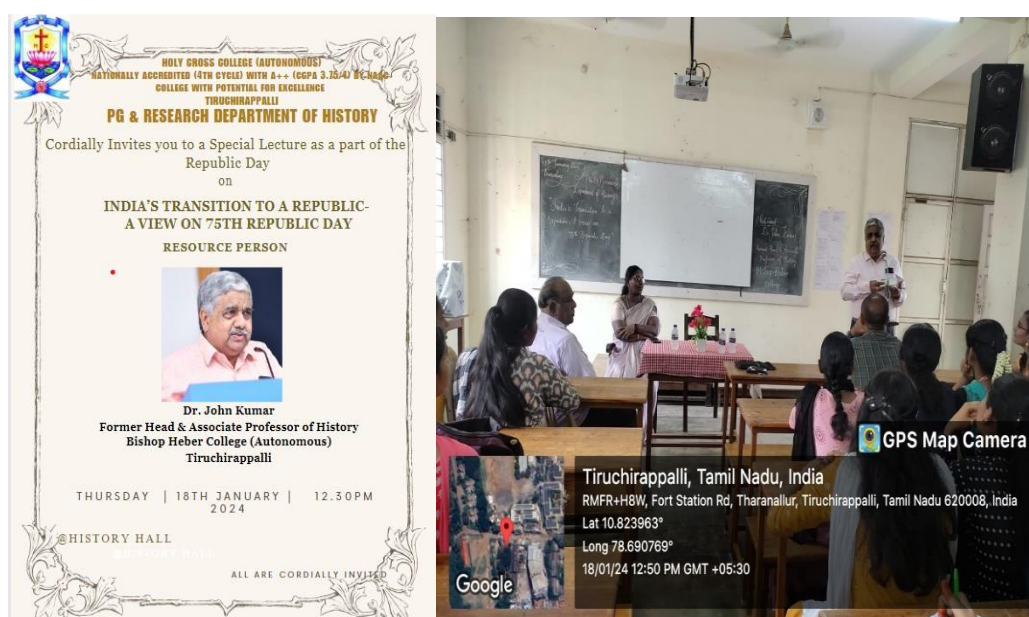 HOLY CROSS COLLEGE (AUTONOMOUS)
NATIONALLY ACCREDITED (4TH CYCLE) WITH A++ (CGPA 3.75/4) BY NAAC
COLLEGE WITH POTENTIAL FOR EXCELLENCE
TIRUCHIRAPPALLI
PG & RESEARCH DEPARTMENT OF HISTORY
Cordially Invites you to a Special Lecture as a part of the
Republic Day
on
INDIA'S TRANSITION TO A REPUBLIC-
A VIEW ON 75TH REPUBLIC DAY
RESOURCE PERSON
Dr. John Kumar
Former Head & Associate Professor of History
Bishop Heber College (Autonomous)
Tiruchirappalli
THURSDAY | 18TH JANUARY | 12.30PM
2024
@HISTORY HALL
@HISTORY HALL
ALL ARE CORDIALLY INVITED
GPS Map Camera
Tiruchirappalli, Tamil Nadu, India
RMFR+H8W, Fort Station Rd, Tharanallur, Tiruchirappalli, Tamil Nadu 620008, India
Lat 10.823963°
Long 78.690769°
18/01/24 12:50 PM GMT +05:30
Google